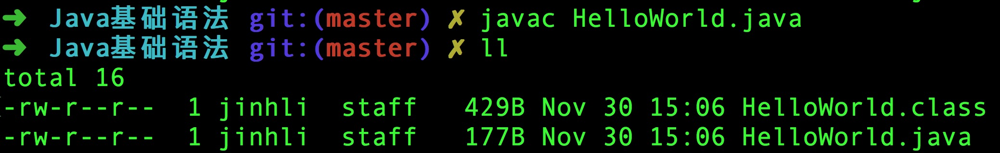 ➜ Java基础语法 git:(master) ✗ javac HelloWorld.java
➜ Java基础语法 git:(master) ✗ ll
total 16
-rw-r--r--  1 jinhli  staff   429B Nov 30 15:06 HelloWorld.class
-rw-r--r--  1 jinhli  staff   177B Nov 30 15:06 HelloWorld.java